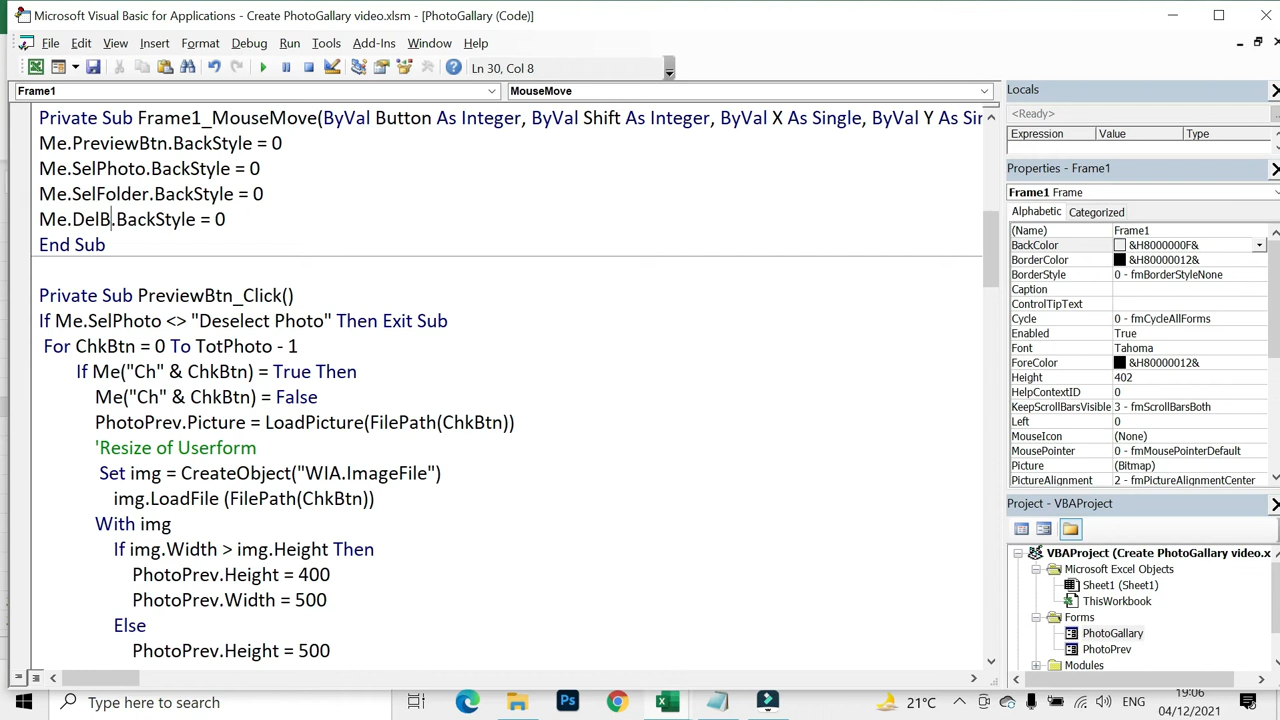 Microsoft Visual Basic for Applications - Create PhotoGallary video.xlsm - [PhotoGallary (Code)]
File Edit View Insert Format Debug Run Tools Add-Ins Window Help
Ln 30, Col 8
Frame1 MouseMove
Private Sub Frame1_MouseMove(ByVal Button As Integer, ByVal Shift As Integer, ByVal X As Single, ByVal Y As Sir
Me.PreviewBtn.BackStyle = 0
Me.SelPhoto.BackStyle = 0
Me.SelFolder.BackStyle = 0
Me.DelB.BackStyle = 0
End Sub
Private Sub PreviewBtn_Click()
If Me.SelPhoto <> "Deselect Photo" Then Exit Sub
For ChkBtn = 0 To TotPhoto - 1
If Me("Ch" & ChkBtn) = True Then
Me("Ch" & ChkBtn) = False
PhotoPrev.Picture = LoadPicture(FilePath(ChkBtn))
'Resize of Userform
Set img = CreateObject("WIA.ImageFile")
img.LoadFile (FilePath(ChkBtn))
With img
If img.Width > img.Height Then
PhotoPrev.Height = 400
PhotoPrev.Width = 500
Else
PhotoPrev.Height = 500
Locals
<Ready>
Expression Value Type
Properties - Frame1
Frame1 Frame
Alphabetic Categorized
(Name) Frame1
BackColor &H8000000F&
BorderColor &H80000012&
BorderStyle 0 - fmBorderStyleNone
Caption
ControlTipText
Cycle 0 - fmCycleAllForms
Enabled True
Font Tahoma
ForeColor &H80000012&
Height 402
HelpContextID 0
KeepScrollBarsVisible 3 - fmScrollBarsBoth
Left 0
MouseIcon (None)
MousePointer 0 - fmMousePointerDefault
Picture (Bitmap)
PictureAlignment 2 - fmPictureAlignmentCenter
Project - VBAProject
VBAProject (Create PhotoGallary video.x
Microsoft Excel Objects
Sheet1 (Sheet1)
ThisWorkbook
Forms
PhotoGallary
PhotoPrev
Modules
Type here to search
Ps
21°C
ENG
19:06
04/12/2021